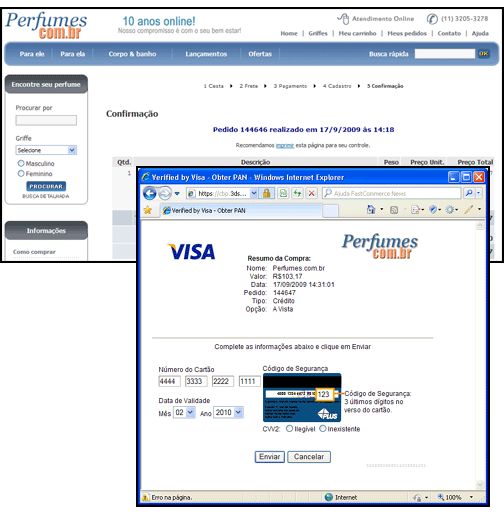 Perfumes
com.br
10 anos online!
Nosso compromisso é com o seu bem estar!
Atendimento Online (11) 3205-3278
Home | Griffes | Meu carrinho | Meus pedidos | Contato | Ajuda
Para ele Para ela Corpo & banho Lançamentos Ofertas Busca rápida OK
Encontre seu perfume
Procurar por
Griffe
Selecione
Masculino
Feminino
PROCURAR
BUSCA DETALHADA
Informações
Como comprar
1 Cesta 2 Frete 3 Pagamento 4 Cadastro 5 Confirmação
Confirmação
Pedido 144646 realizado em 17/9/2009 às 14:18
Recomendamos imprimir esta página para seu controle.
Qtd. Descrição Peso Preço Unit. Preço Total
1
Verified by Visa - Obter PAN - Windows Internet Explorer
https://cbp.3ds...
Ajuda FastCommerce News
Verified by Visa - Obter PAN
VISA
Perfumes
com.br
Resumo da Compra:
Nome: Perfumes.com.br
Valor: R$103,17
Data: 17/09/2009 14:31:01
Pedido: 144647
Tipo: Crédito
Opção: A Vista
Complete as informações abaixo e clique em Enviar
Número do Cartão
4444 3333 2222 1111
Data de Validade
Mês 02 Ano 2010
Código de Segurança
123
PLUS
Código de Segurança:
3 últimos dígitos no
verso do cartão.
CVV2: Ilegível Inexistente
Enviar Cancelar
Erro na página. Internet 100%